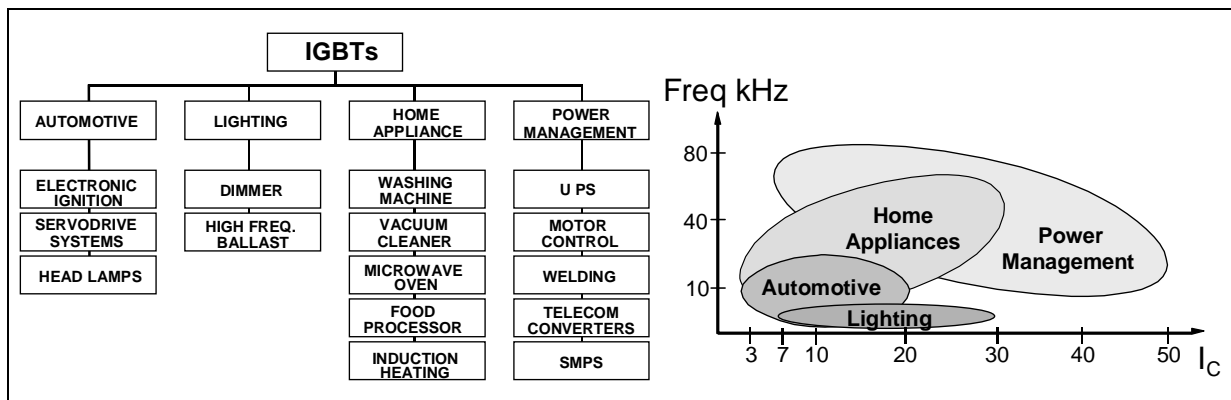 IGBTs
AUTOMOTIVE
LIGHTING
HOME
APPLIANCE
POWER
MANAGEMENT
ELECTRONIC
IGNITION
SERVODRIVE
SYSTEMS
HEAD LAMPS
DIMMER
HIGH FREQ.
BALLAST
WASHING
MACHINE
VACUUM
CLEANER
MICROWAVE
OVEN
FOOD
PROCESSOR
INDUCTION
HEATING
U PS
MOTOR
CONTROL
WELDING
TELECOM
CONVERTERS
SMPS
Freq kHz
80
40
10
Home
Appliances
Power
Management
Automotive
Lighting
3 7 10 20 30 40 50 IC